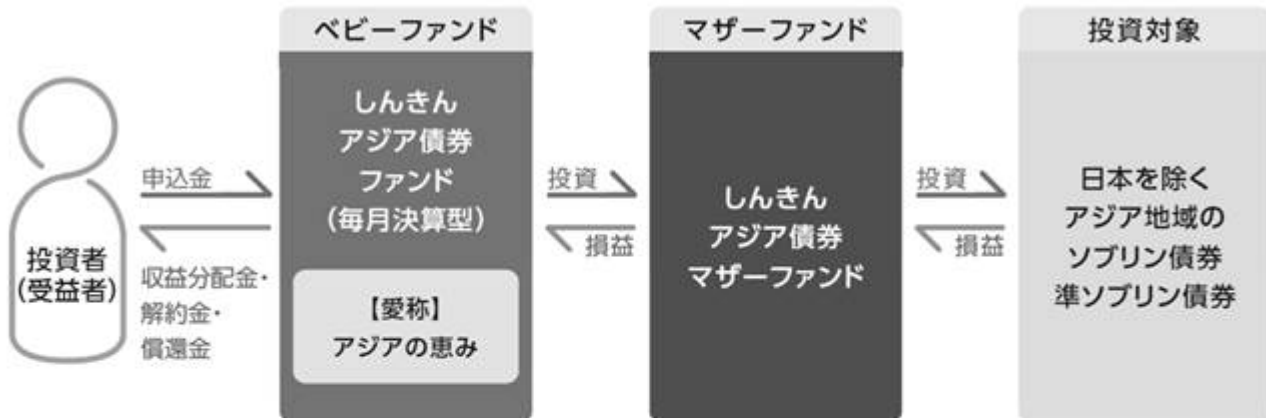 ベビーファンド
マザーファンド
投資対象
しんきん
アジア債券
ファンド
（毎月決算型）
【愛称】
アジアの恵み
しんきん
アジア債券
マザーファンド
日本を除く
アジア地域の
ソブリン債券
準ソブリン債券
投資者
（受益者）
申込金
収益分配金・
解約金・
償還金
投資
損益
投資
損益